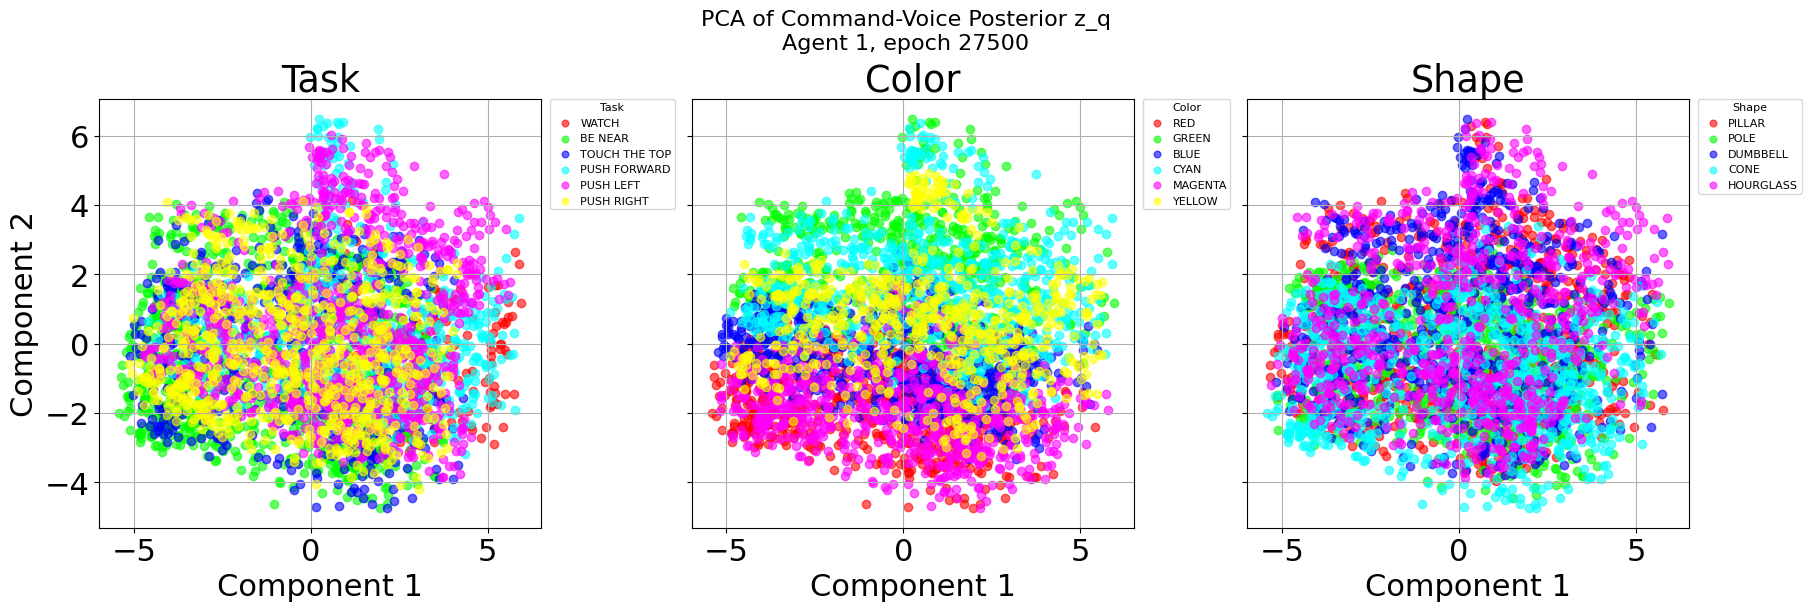 PCA of Command-Voice Posterior z_q
Agent 1, epoch 27500
Task
Color
Shape
Task
WATCH
BE NEAR
TOUCH THE TOP
PUSH FORWARD
PUSH LEFT
PUSH RIGHT
Color
RED
GREEN
BLUE
CYAN
MAGENTA
YELLOW
Shape
PILLAR
POLE
DUMBBELL
CONE
HOURGLASS
Component 2
6
4
2
0
−2
−4
−5 0 5
−5 0 5
−5 0 5
Component 1
Component 1
Component 1